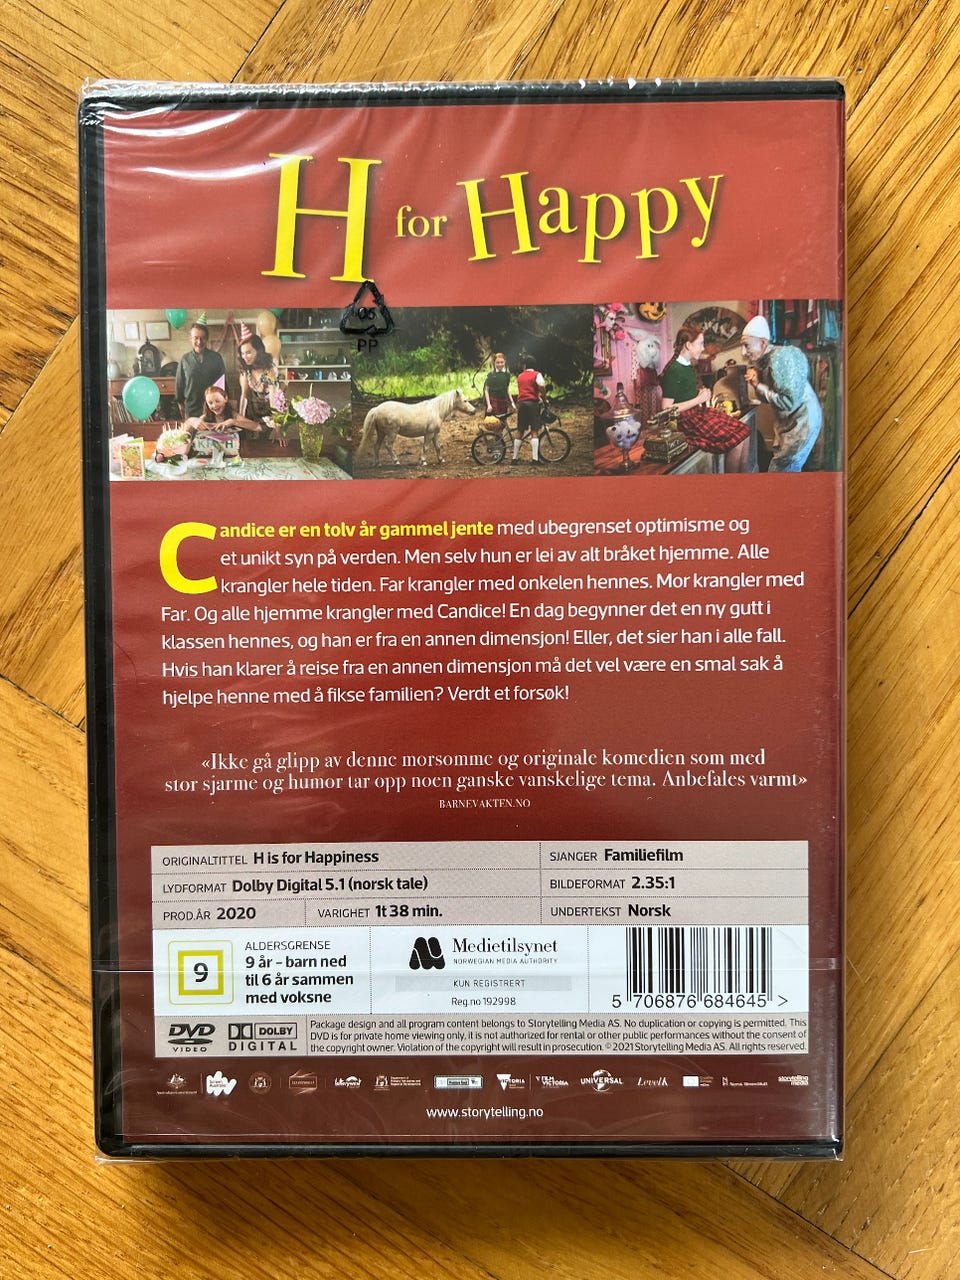 H for Happy
05
PP
Candice er en tolv år gammel jente med ubegrenset optimisme og
et unikt syn på verden. Men selv hun er lei av alt bråket hjemme. Alle
krangler hele tiden. Far krangler med onkelen hennes. Mor krangler med
Far. Og alle hjemme krangler med Candice! En dag begynner det en ny gutt i
klassen hennes, og han er fra en annen dimensjon! Eller, det sier han i alle fall.
Hvis han klarer å reise fra en annen dimensjon må det vel være en smal sak å
hjelpe henne med å fikse familien? Verdt et forsøk!
«Ikke gå glipp av denne morsomme og originale komedien som med
stor sjarme og humor tar opp noen ganske vanskelige tema. Anbefales varmt»
BARNEVAKTEN.NO
ORIGINALTITTEL H is for Happiness
SJANGER Familiefilm
LYDFORMAT Dolby Digital 5.1 (norsk tale)
BILDEFORMAT 2.35:1
PROD.ÅR 2020
VARIGHET 1t 38 min.
UNDERTEKST Norsk
9
ALDERSGRENSE
9 år – barn ned
til 6 år sammen
med voksne
Medietilsynet
NORWEGIAN MEDIA AUTHORITY
KUN REGISTRERT
Reg.no 192998
5 706876 684645 >
DVD
VIDEO
DOLBY
DIGITAL
Package design and all program content belongs to Storytelling Media AS. No duplication or copying is permitted. This
DVD is for private home viewing only, it is not authorized for rental or other public performances without the consent of
the copyright owner. Violation of the copyright will result in prosecution. © 2021 Storytelling Media AS. All rights reserved.
VICTORIA
FILM
VICTORIA
UNIVERSAL
LevelK
storytelling
media
www.storytelling.no